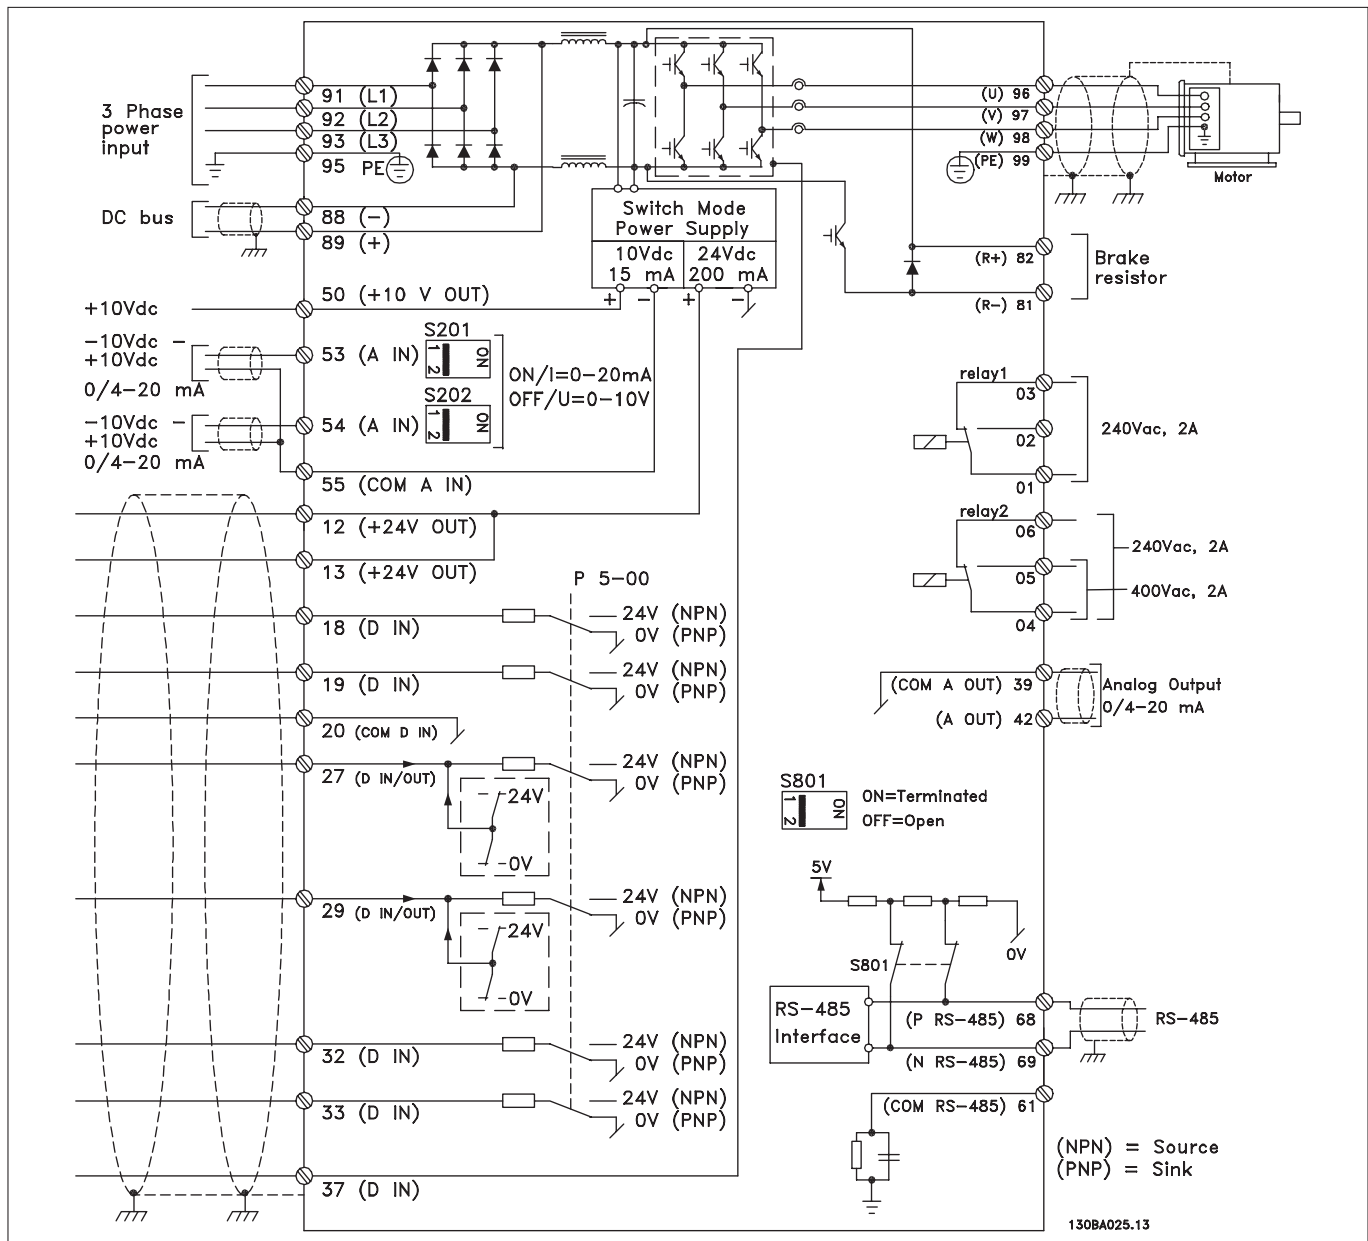 3 Phase
power
input
91 (L1)
92 (L2)
93 (L3)
95 PE
DC bus
88 (-)
89 (+)
Switch Mode
Power Supply
10Vdc
15 mA
24Vdc
200 mA
+ - + -
(U) 96
(V) 97
(W) 98
(PE) 99
Motor
(R+) 82
(R-) 81
Brake
resistor
+10Vdc
50 (+10 V OUT)
-10Vdc -
+10Vdc
0/4-20 mA
53 (A IN)
S201
1 2
ON
-10Vdc -
+10Vdc
0/4-20 mA
54 (A IN)
S202
1 2
ON
ON/I=0-20mA
OFF/U=0-10V
55 (COM A IN)
12 (+24V OUT)
13 (+24V OUT)
P 5-00
18 (D IN)
24V (NPN)
0V (PNP)
19 (D IN)
24V (NPN)
0V (PNP)
20 (COM D IN)
27 (D IN/OUT)
24V (NPN)
0V (PNP)
24V
0V
29 (D IN/OUT)
24V (NPN)
0V (PNP)
24V
0V
32 (D IN)
24V (NPN)
0V (PNP)
33 (D IN)
24V (NPN)
0V (PNP)
37 (D IN)
relay1
03
02
01
240Vac, 2A
relay2
06
05
04
240Vac, 2A
400Vac, 2A
(COM A OUT) 39
(A OUT) 42
Analog Output
0/4-20 mA
S801
1 2
ON
ON=Terminated
OFF=Open
5V
0V
S801
RS-485
Interface
(P RS-485) 68
(N RS-485) 69
RS-485
(COM RS-485) 61
(NPN) = Source
(PNP) = Sink
130BA025.13